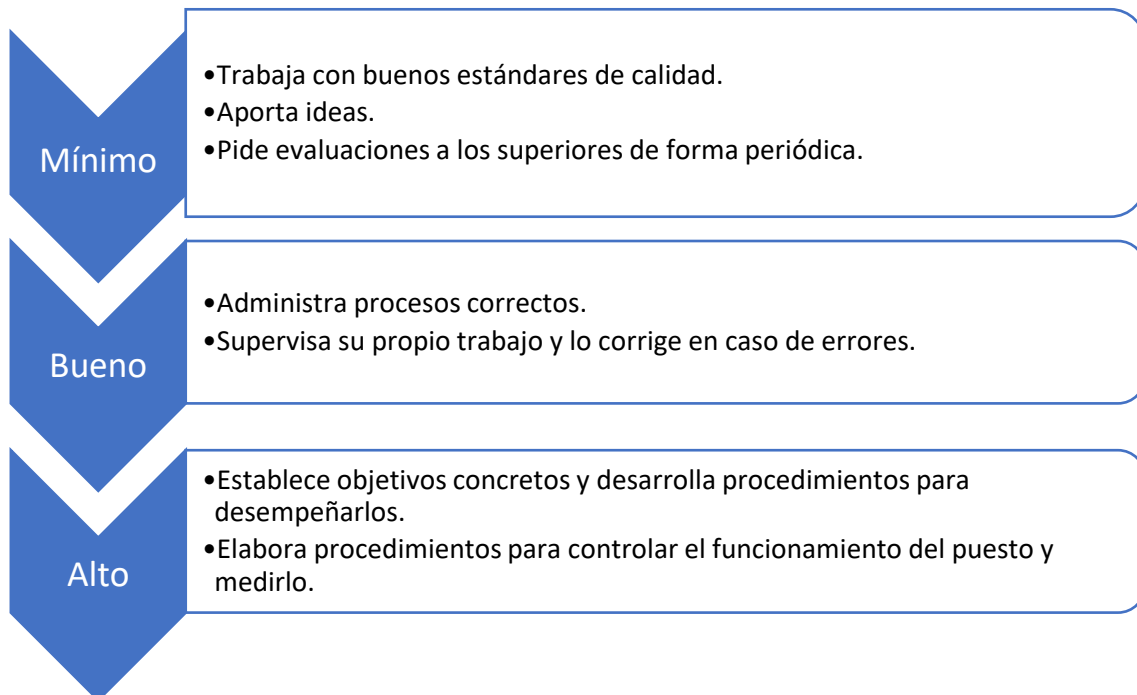 Mínimo
•Trabaja con buenos estándares de calidad.
•Aporta ideas.
•Pide evaluaciones a los superiores de forma periódica.
Bueno
•Administra procesos correctos.
•Supervisa su propio trabajo y lo corrige en caso de errores.
Alto
•Establece objetivos concretos y desarrolla procedimientos para
desempeñarlos.
•Elabora procedimientos para controlar el funcionamiento del puesto y
medirlo.